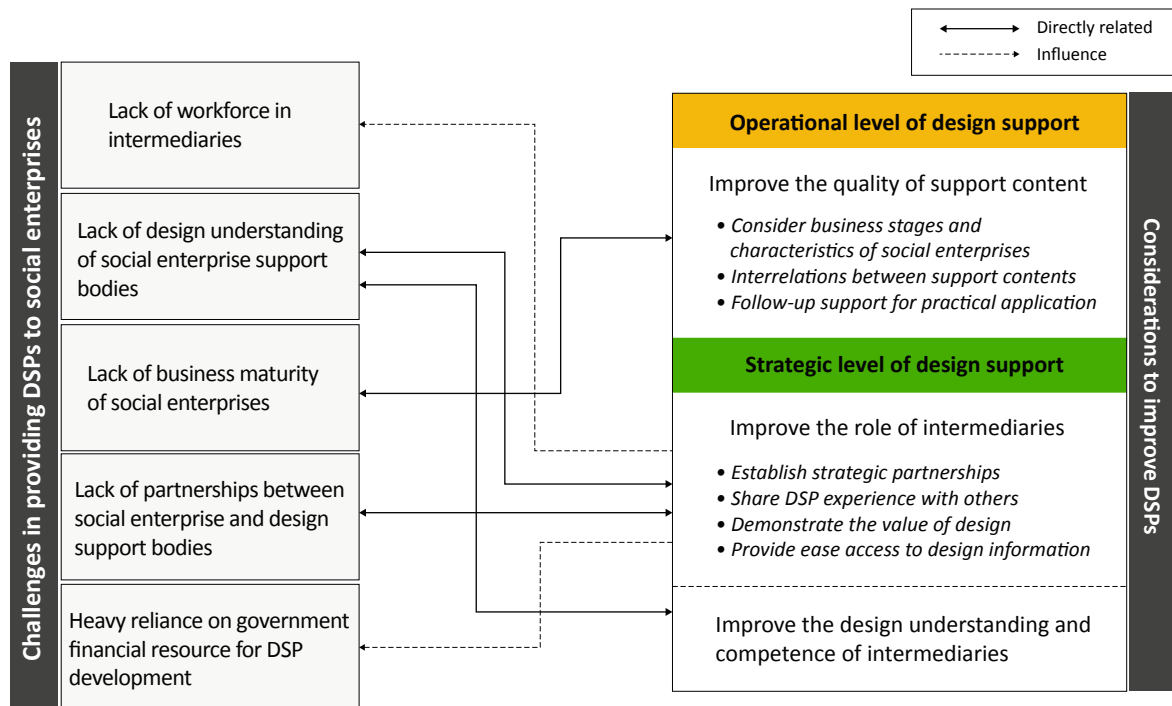 Directly related
Influence
Challenges in providing DSPs to social enterprises
Lack of workforce in
intermediaries
Lack of design understanding
of social enterprise support
bodies
Lack of business maturity
of social enterprises
Lack of partnerships between
social enterprise and design
support bodies
Heavy reliance on government
financial resource for DSP
development
Operational level of design support
Improve the quality of support content
• Consider business stages and
characteristics of social enterprises
• Interrelations between support contents
• Follow-up support for practical application
Strategic level of design support
Improve the role of intermediaries
• Establish strategic partnerships
• Share DSP experience with others
• Demonstrate the value of design
• Provide ease access to design information
Improve the design understanding and
competence of intermediaries
Considerations to improve DSPs